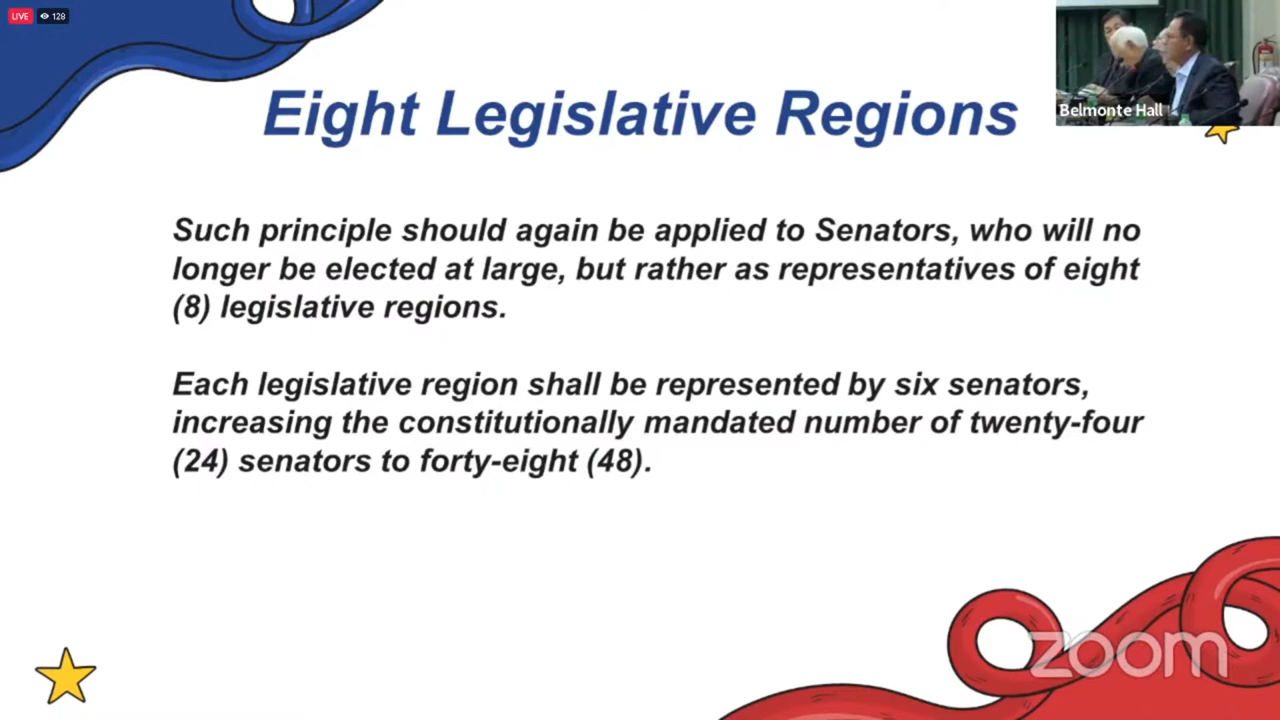 LIVE 128
Eight Legislative Regions
Belmonte Hall
Such principle should again be applied to Senators, who will no
longer be elected at large, but rather as representatives of eight
(8) legislative regions.
Each legislative region shall be represented by six senators,
increasing the constitutionally mandated number of twenty-four
(24) senators to forty-eight (48).
zoom